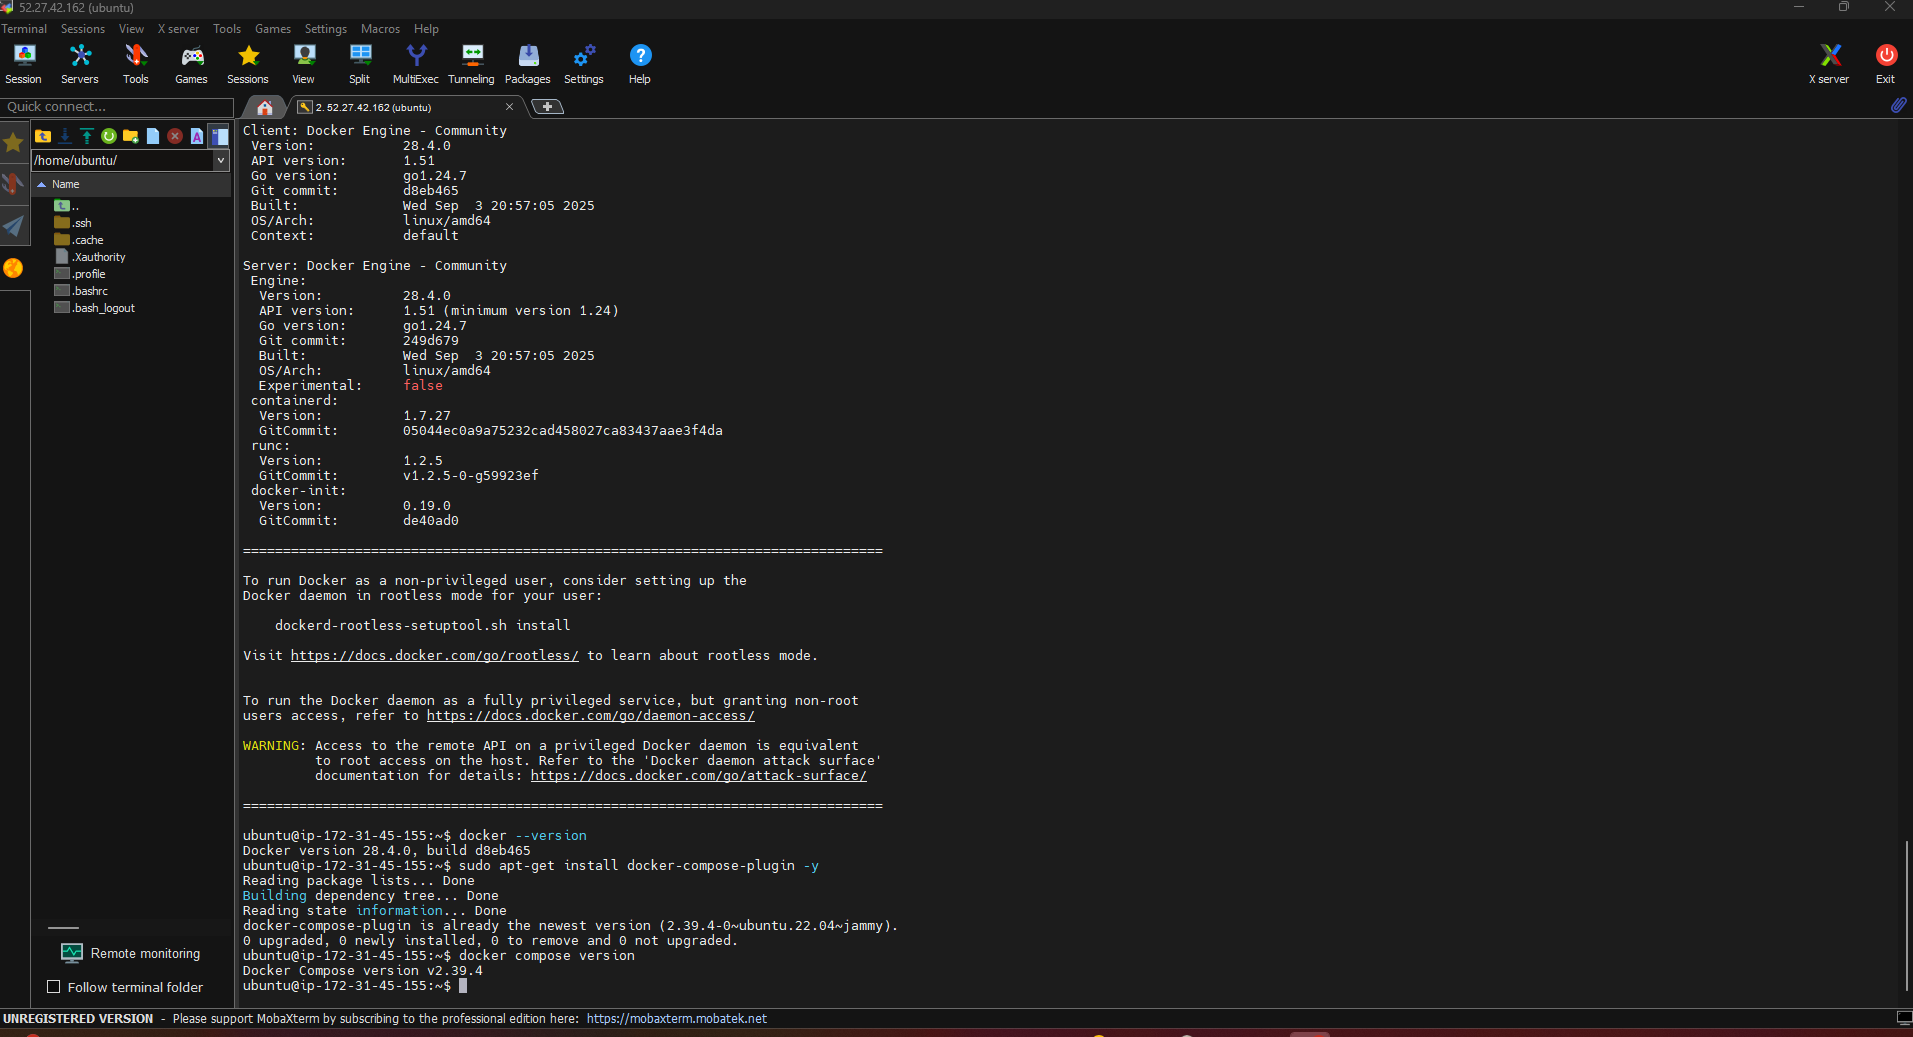 52.27.42.162 (ubuntu)
Terminal Sessions View X server Tools Games Settings Macros Help
Session Servers Tools Games Sessions View Split MultiExec Tunneling Packages Settings Help X server Exit
Quick connect...
2. 52.27.42.162 (ubuntu)
/home/ubuntu/
Name
..
.ssh
.cache
.Xauthority
.profile
.bashrc
.bash_logout
Remote monitoring
Follow terminal folder
Client: Docker Engine - Community
Version: 28.4.0
API version: 1.51
Go version: go1.24.7
Git commit: d8eb465
Built: Wed Sep  3 20:57:05 2025
OS/Arch: linux/amd64
Context: default
Server: Docker Engine - Community
Engine:
Version: 28.4.0
API version: 1.51 (minimum version 1.24)
Go version: go1.24.7
Git commit: 249d679
Built: Wed Sep  3 20:57:05 2025
OS/Arch: linux/amd64
Experimental: false
containerd:
Version: 1.7.27
GitCommit: 05044ec0a9a75232cad458027ca83437aae3f4da
runc:
Version: 1.2.5
GitCommit: v1.2.5-0-g59923ef
docker-init:
Version: 0.19.0
GitCommit: de40ad0
================================================================================
To run Docker as a non-privileged user, consider setting up the
Docker daemon in rootless mode for your user:
dockerd-rootless-setuptool.sh install
Visit https://docs.docker.com/go/rootless/ to learn about rootless mode.
To run the Docker daemon as a fully privileged service, but granting non-root
users access, refer to https://docs.docker.com/go/daemon-access/
WARNING: Access to the remote API on a privileged Docker daemon is equivalent
to root access on the host. Refer to the 'Docker daemon attack surface'
documentation for details: https://docs.docker.com/go/attack-surface/
================================================================================
ubuntu@ip-172-31-45-155:~$ docker --version
Docker version 28.4.0, build d8eb465
ubuntu@ip-172-31-45-155:~$ sudo apt-get install docker-compose-plugin -y
Reading package lists... Done
Building dependency tree... Done
Reading state information... Done
docker-compose-plugin is already the newest version (2.39.4-0~ubuntu.22.04~jammy).
0 upgraded, 0 newly installed, 0 to remove and 0 not upgraded.
ubuntu@ip-172-31-45-155:~$ docker compose version
Docker Compose version v2.39.4
ubuntu@ip-172-31-45-155:~$
UNREGISTERED VERSION - Please support MobaXterm by subscribing to the professional edition here: https://mobaxterm.mobatek.net